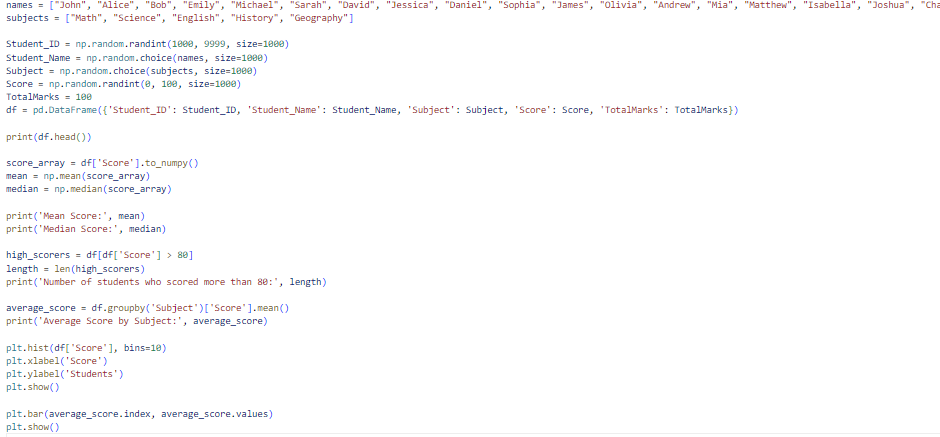 names = ["John", "Alice", "Bob", "Emily", "Michael", "Sarah", "David", "Jessica", "Daniel", "Sophia", "James", "Olivia", "Andrew", "Mia", "Matthew", "Isabella", "Joshua", "Cha
subjects = ["Math", "Science", "English", "History", "Geography"]
Student_ID = np.random.randint(1000, 9999, size=1000)
Student_Name = np.random.choice(names, size=1000)
Subject = np.random.choice(subjects, size=1000)
Score = np.random.randint(0, 100, size=1000)
TotalMarks = 100
df = pd.DataFrame({'Student_ID': Student_ID, 'Student_Name': Student_Name, 'Subject': Subject, 'Score': Score, 'TotalMarks': TotalMarks})
print(df.head())
score_array = df['Score'].to_numpy()
mean = np.mean(score_array)
median = np.median(score_array)
print('Mean Score:', mean)
print('Median Score:', median)
high_scorers = df[df['Score'] > 80]
length = len(high_scorers)
print('Number of students who scored more than 80:', length)
average_score = df.groupby('Subject')['Score'].mean()
print('Average Score by Subject:', average_score)
plt.hist(df['Score'], bins=10)
plt.xlabel('Score')
plt.ylabel('Students')
plt.show()
plt.bar(average_score.index, average_score.values)
plt.show()